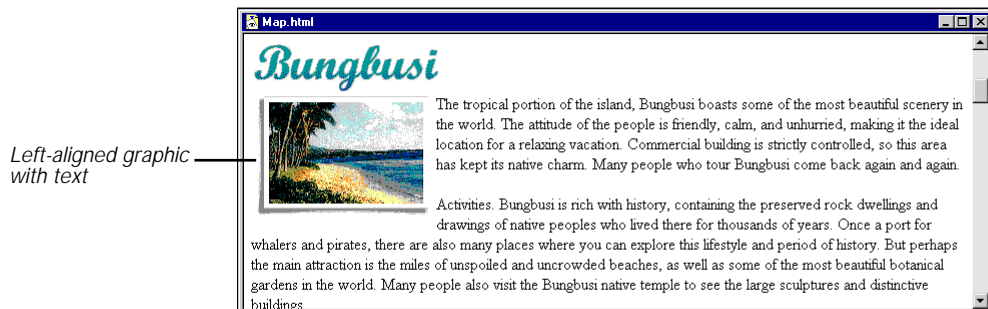 Map.html
Bungbusi
Left-aligned graphic
with text
The tropical portion of the island, Bungbusi boasts some of the most beautiful scenery in
the world. The attitude of the people is friendly, calm, and unhurried, making it the ideal
location for a relaxing vacation. Commercial building is strictly controlled, so this area
has kept its native charm. Many people who tour Bungbusi come back again and again.
Activities. Bungbusi is rich with history, containing the preserved rock dwellings and
drawings of native peoples who lived there for thousands of years. Once a port for
whalers and pirates, there are also many places where you can explore this lifestyle and period of history. But perhaps
the main attraction is the miles of unspoiled and uncrowded beaches, as well as some of the most beautiful botanical
gardens in the world. Many people also visit the Bungbusi native temple to see the large sculptures and distinctive
buildings